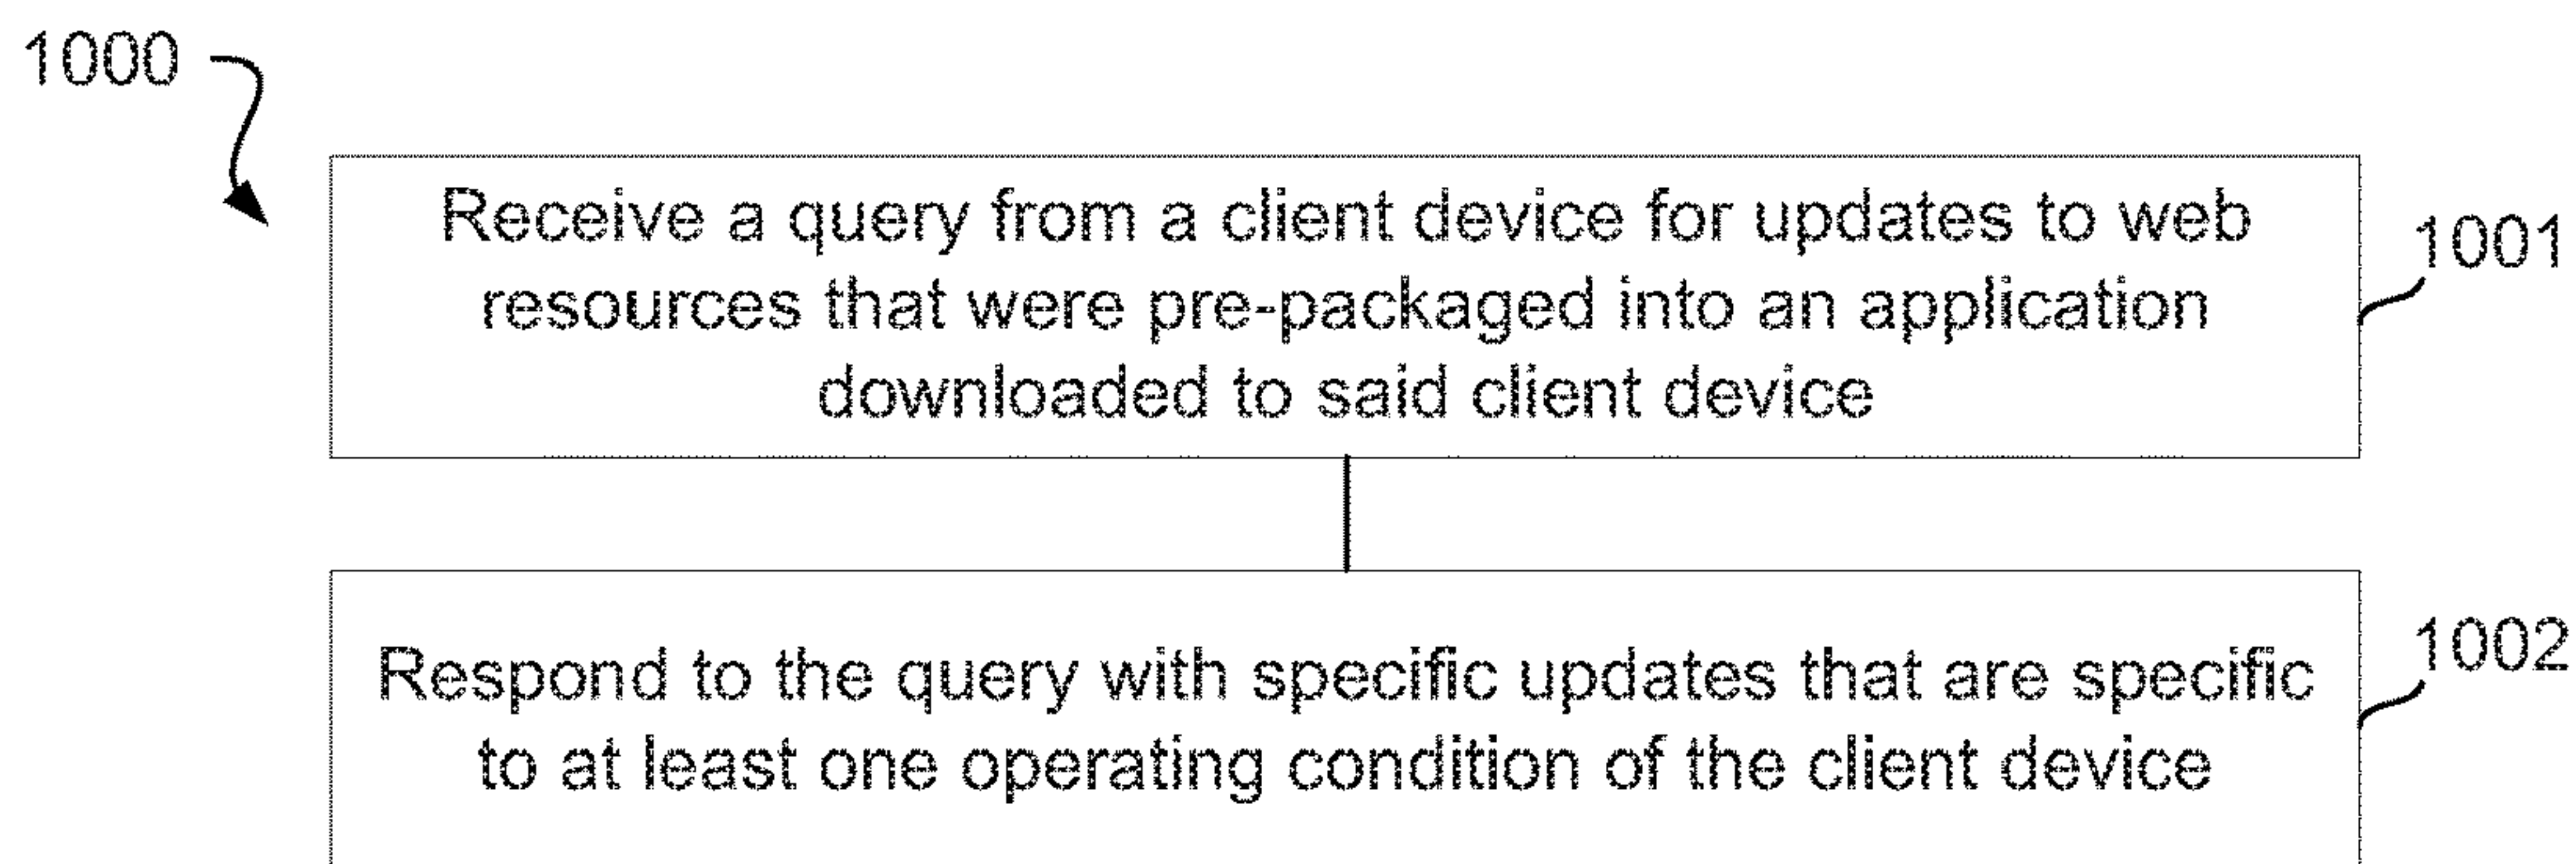 1000
Receive a query from a client device for updates to web
resources that were pre-packaged into an application
downloaded to said client device
1001
Respond to the query with specific updates that are specific
to at least one operating condition of the client device
1002